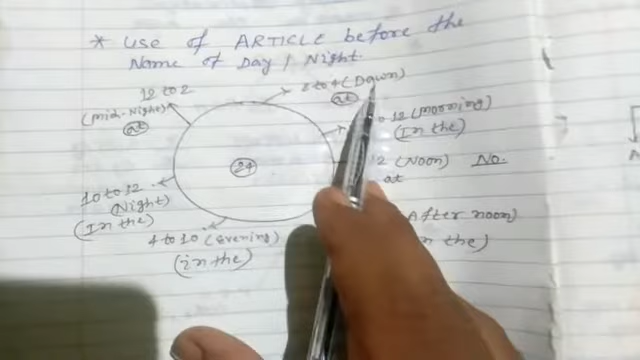 * Use of ARTICLE before the
Name of Day / Night.
12 to 2
(mid-Night)
at
2 to 4 (Dawn)
at
12 (morning)
(In the)
2 (Noon) No.
at
24
10 to 12
(Night)
(In the)
4 to 10 (evening)
(in the)
After noon)
the)